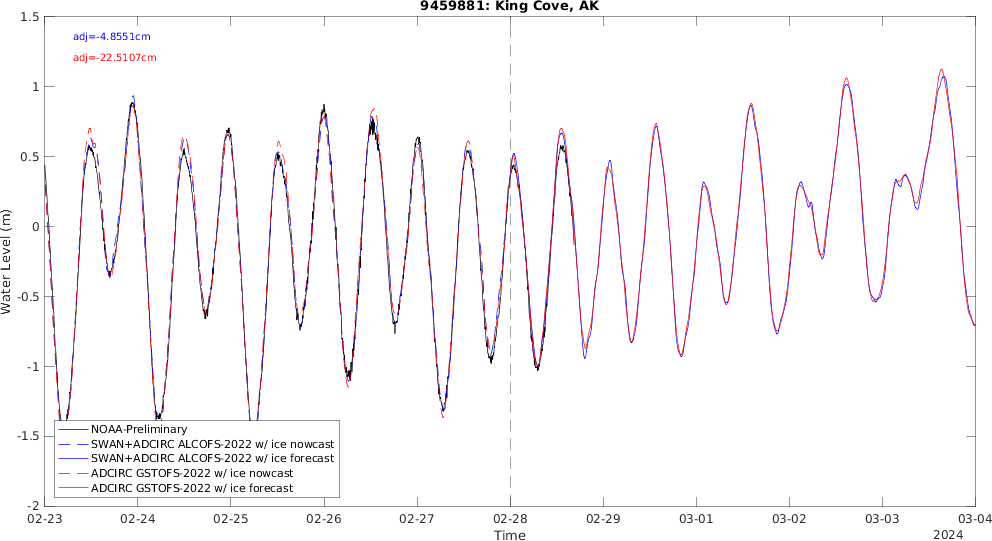 9459881: King Cove, AK
adj=-4.8551cm
adj=-22.5107cm
1.5
1
0.5
0
-0.5
-1
-1.5
-2
Water Level (m)
NOAA-Preliminary
SWAN+ADCIRC ALCOFS-2022 w/ ice nowcast
SWAN+ADCIRC ALCOFS-2022 w/ ice forecast
ADCIRC GSTOFS-2022 w/ ice nowcast
ADCIRC GSTOFS-2022 w/ ice forecast
02-23 02-24 02-25 02-26 02-27 02-28 02-29 03-01 03-02 03-03 03-04
Time
2024